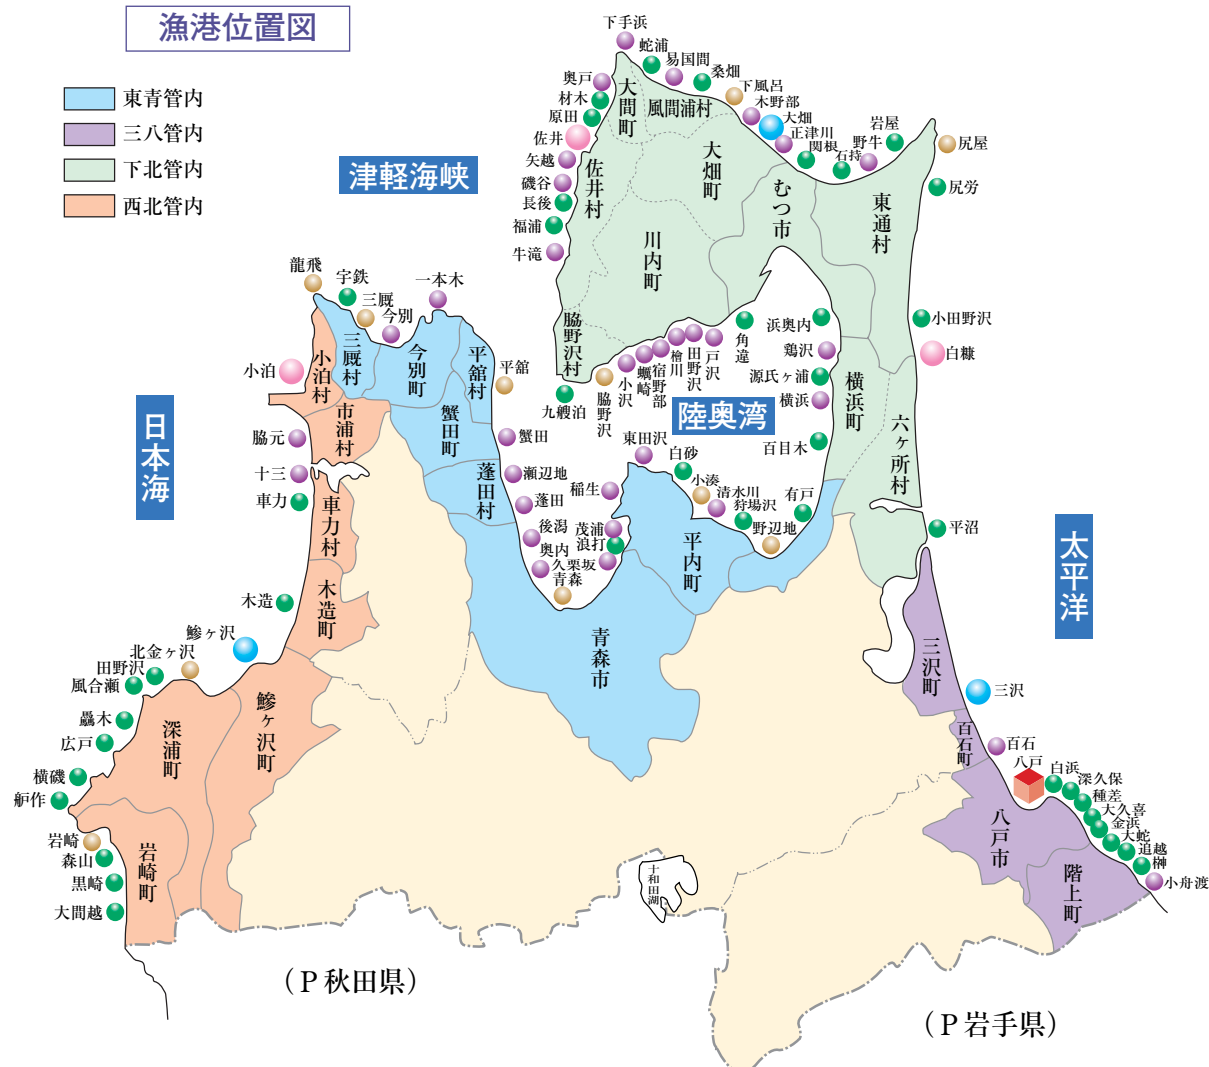 漁港位置図
東青管内
三八管内
下北管内
西北管内
津軽海峡
日本海
陸奥湾
太平洋
下手浜
蛇浦
易国間
桑畑
下風呂
木野部
大畑
正津川
関根
石持
野牛
岩屋
尻屋
尻労
小田野沢
白糠
平沼
三沢
百石
八戸
白浜
深久保
種差
大久喜
金浜
大蛇
追越
榊
小舟渡
奥戸
材木
原田
佐井
矢越
磯谷
長後
福浦
牛滝
九艘泊
脇野沢
小沢
蠣崎
宿野部
檜川
田野沢
戸沢
角違
浜奥内
鶏沢
源氏ヶ浦
横浜
百目木
有戸
野辺地
狩場沢
清水川
小湊
白砂
東田沢
稲生
茂浦
浪打
久栗坂
青森
奥内
後潟
蓬田
瀬辺地
蟹田
平舘
一本木
今別
三厩
宇鉄
龍飛
小泊
脇元
十三
車力
木造
鰺ヶ沢
北金ヶ沢
田野沢
風合瀬
驫木
広戸
横磯
舮作
岩崎
森山
黒崎
大間越
大間町
風間浦村
佐井村
大畑町
むつ市
東通村
川内町
脇野沢村
横浜町
六ヶ所村
小泊村
三厩村
今別町
平舘村
市浦村
蟹田町
蓬田村
車力村
木造町
平内町
青森市
鰺ヶ沢町
深浦町
岩崎町
三沢町
百石町
八戸市
階上町
十和田湖
（P 秋田県）
（P 岩手県）